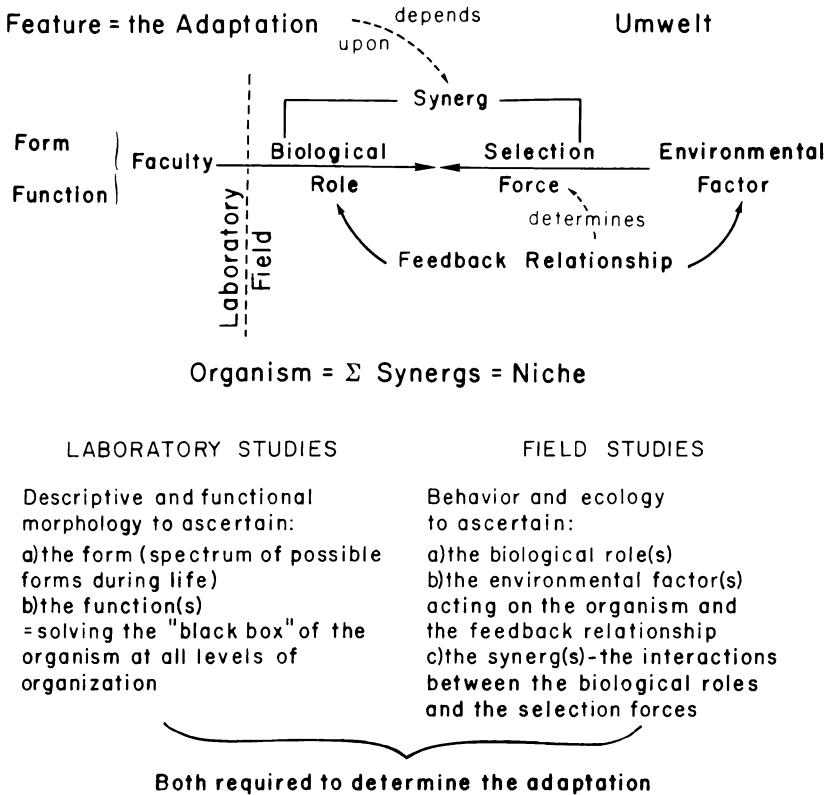 Feature = the Adaptation
depends
upon
Umwelt
Synerg
Form
Function
Faculty
Biological
Role
Selection
Force
Environmental
Factor
determines
Feedback Relationship
Laboratory
Field
Organism = Σ Synergs = Niche
LABORATORY STUDIES
Descriptive and functional
morphology to ascertain:
a)the form (spectrum of possible
forms during life)
b)the function(s)
=solving the "black box" of the
organism at all levels of
organization
FIELD STUDIES
Behavior and ecology
to ascertain:
a)the biological role(s)
b)the environmental factor(s)
acting on the organism and
the feedback relationship
c)the synerg(s)-the interactions
between the biological roles
and the selection forces
Both required to determine the adaptation